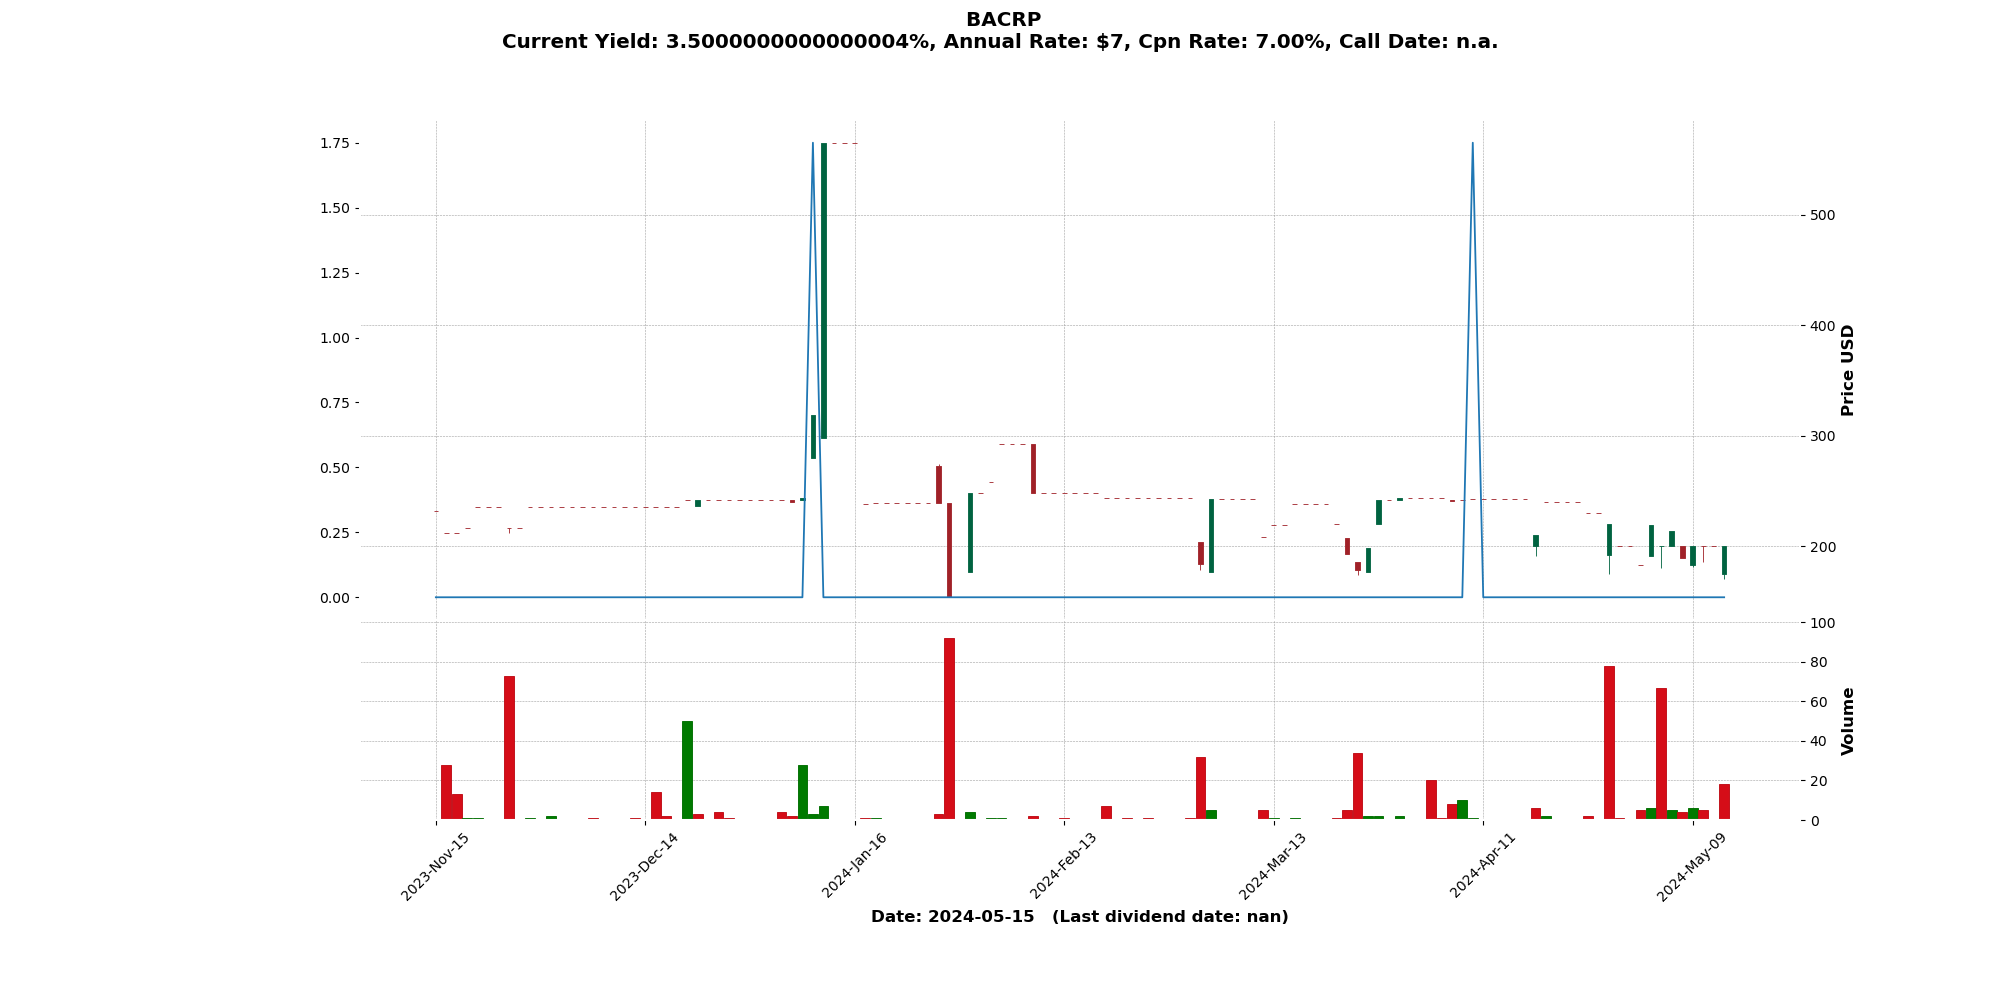 BACRP
Current Yield: 3.5000000000000004%, Annual Rate: $7, Cpn Rate: 7.00%, Call Date: n.a.
1.75
1.50
1.25
1.00
0.75
0.50
0.25
0.00
500
400
300
200
Price USD
100
80
60
40
20
0
Volume
2023-Nov-15
2023-Dec-14
2024-Jan-16
2024-Feb-13
2024-Mar-13
2024-Apr-11
2024-May-09
Date: 2024-05-15   (Last dividend date: nan)